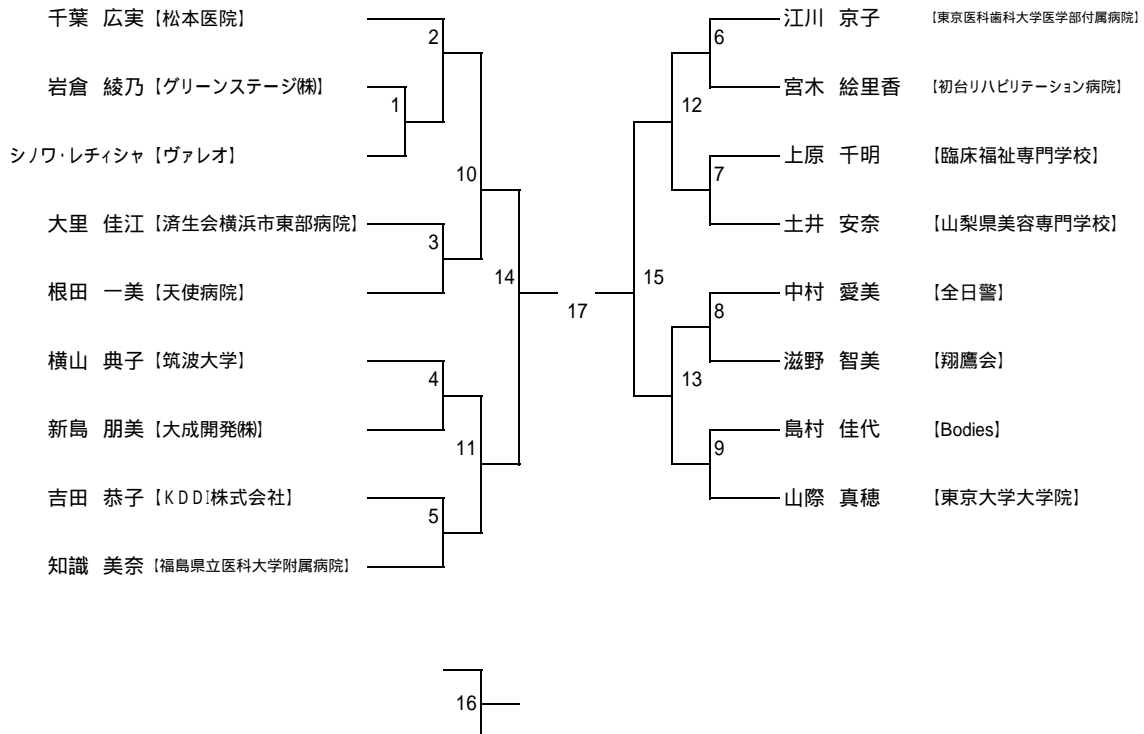 千葉 広実 【松本医院】 2 江川 京子 【東京医科歯科大学医学部付属病院】
6
岩倉 綾乃 【グリーンステージ㈱】 宮木 絵里香 【初台リハビリテーション病院】
1 12
シノワ・レティシャ 【ヴァレオ】 上原 千明 【臨床福祉専門学校】
10 7
大里 佳江 【済生会横浜市東部病院】 土井 安奈 【山梨県美容専門学校】
3
14 15
根田 一美 【天使病院】 中村 愛美 【全日警】
17 8
横山 典子 【筑波大学】 滋野 智美 【翔鷹会】
4 13
新島 朋美 【大成開発㈱】 島村 佳代 【Bodies】
11 9
吉田 恭子 【KDDI株式会社】 山際 真穂 【東京大学大学院】
5
知識 美奈 【福島県立医科大学附属病院】
16